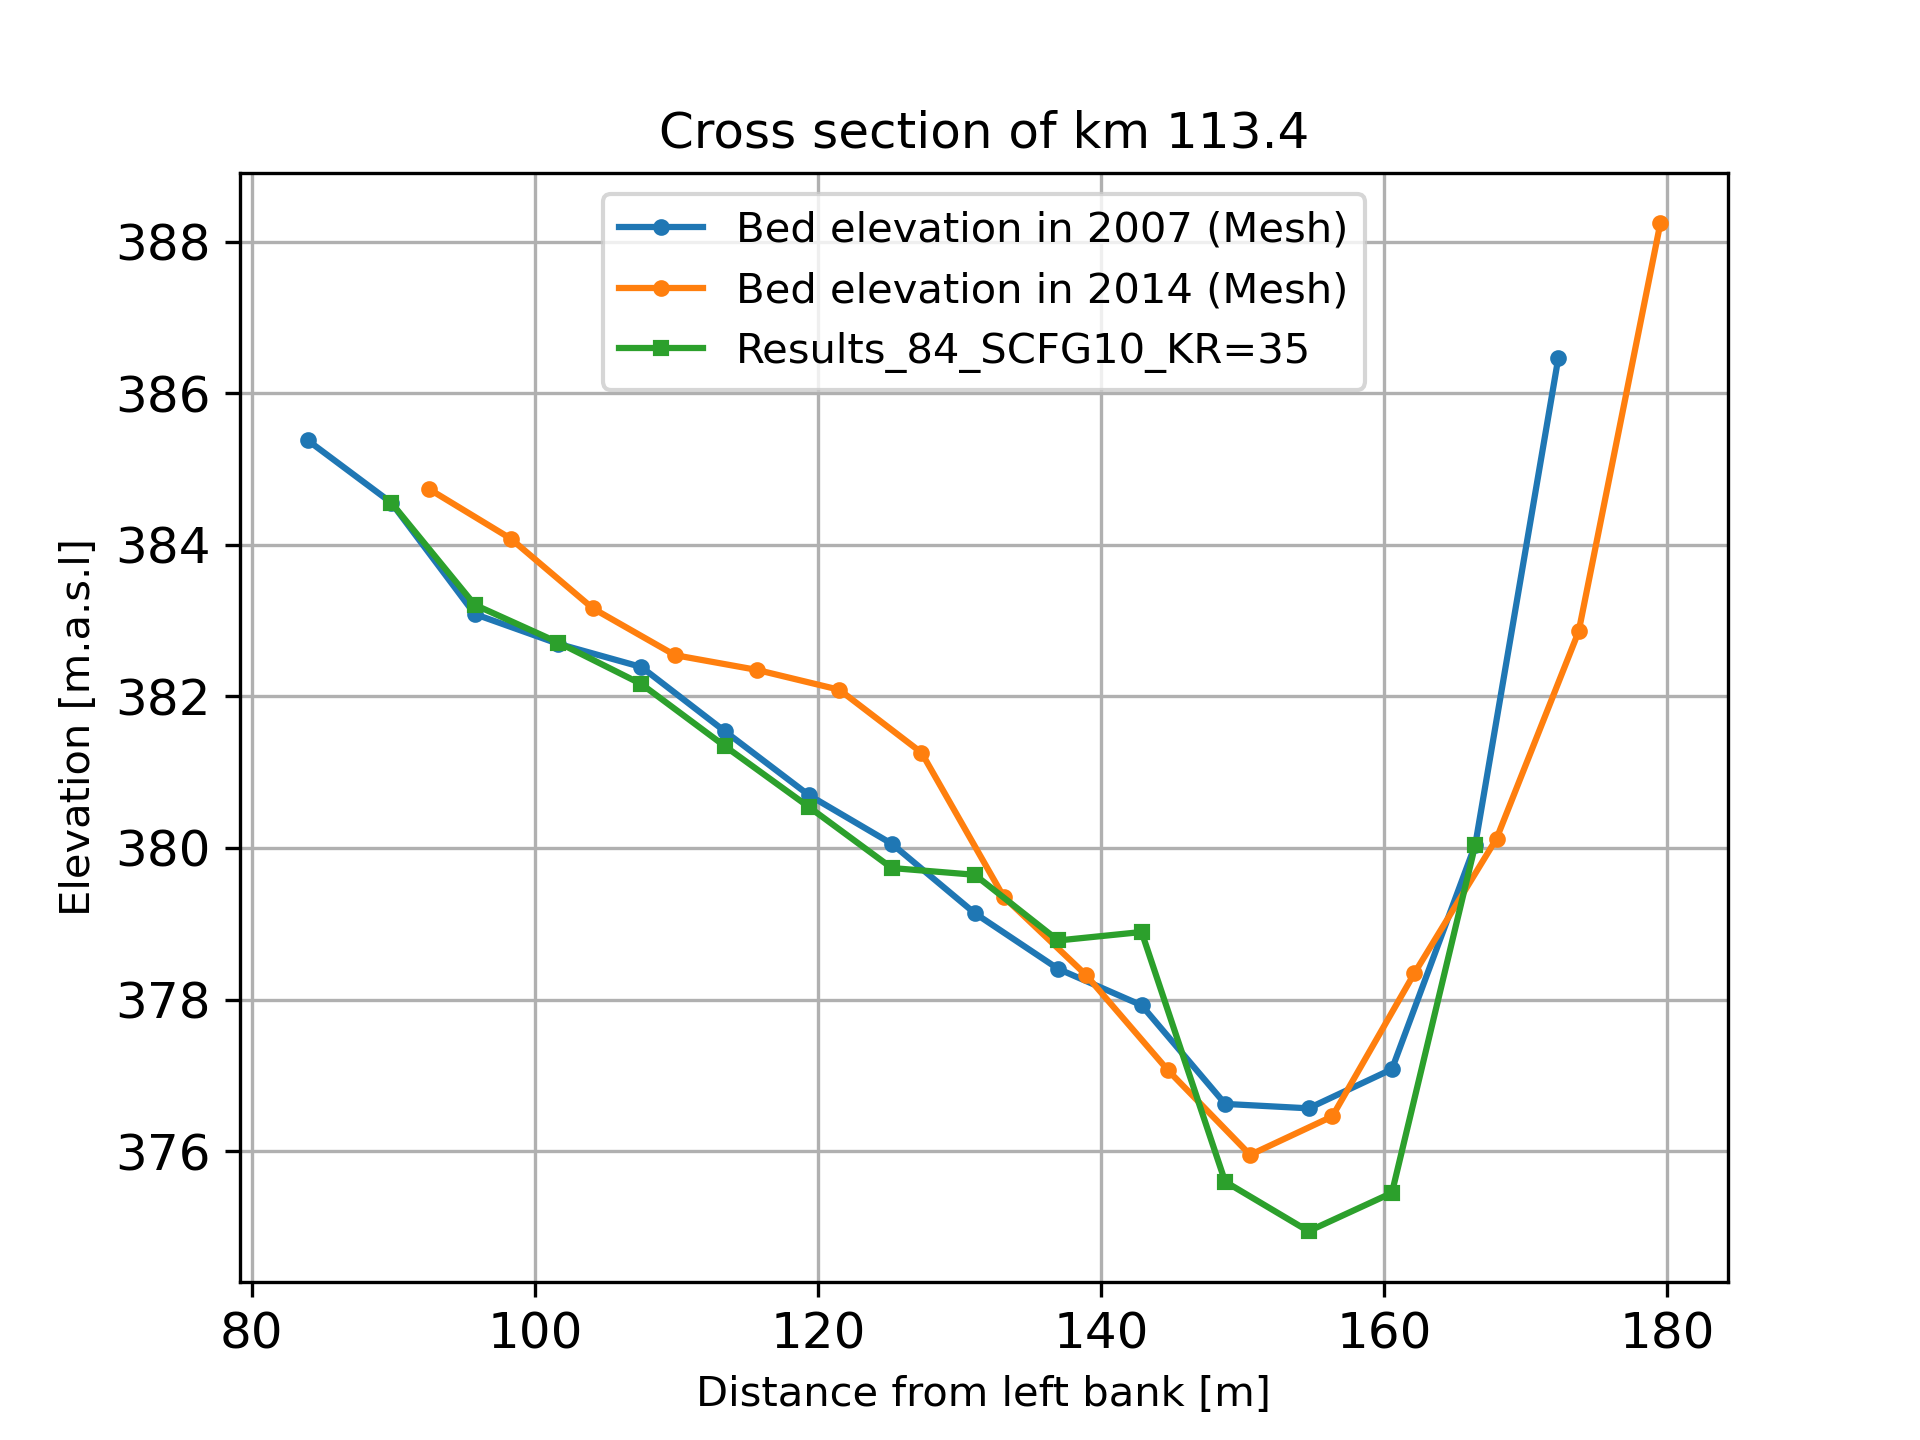 Cross section of km 113.4
Bed elevation in 2007 (Mesh)
Bed elevation in 2014 (Mesh)
Results_84_SCFG10_KR=35
Elevation [m.a.s.l]
388
386
384
382
380
378
376
80 100 120 140 160 180
Distance from left bank [m]